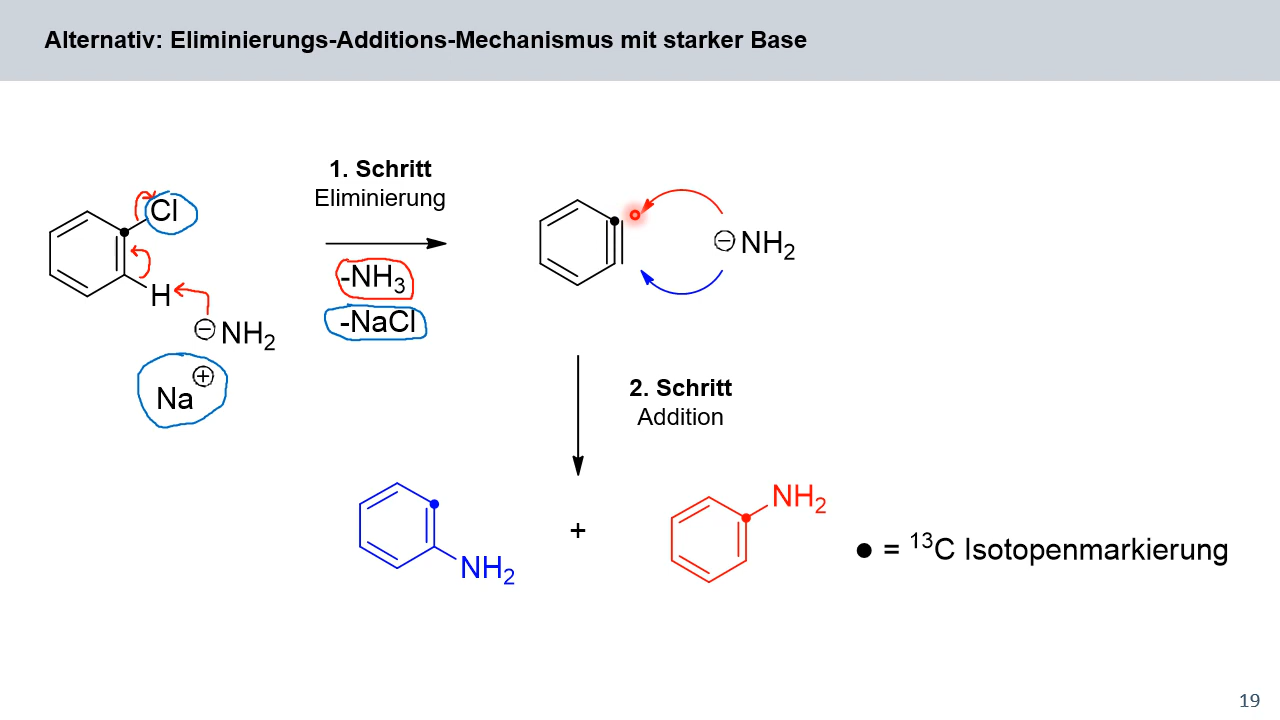 Alternativ: Eliminierungs-Additions-Mechanismus mit starker Base
1. Schritt
Eliminierung
Cl
H
⊖NH₂
Na⊕
-NH₃
-NaCl
⊖NH₂
2. Schritt
Addition
NH₂
+
NH₂
● = ¹³C Isotopenmarkierung
19